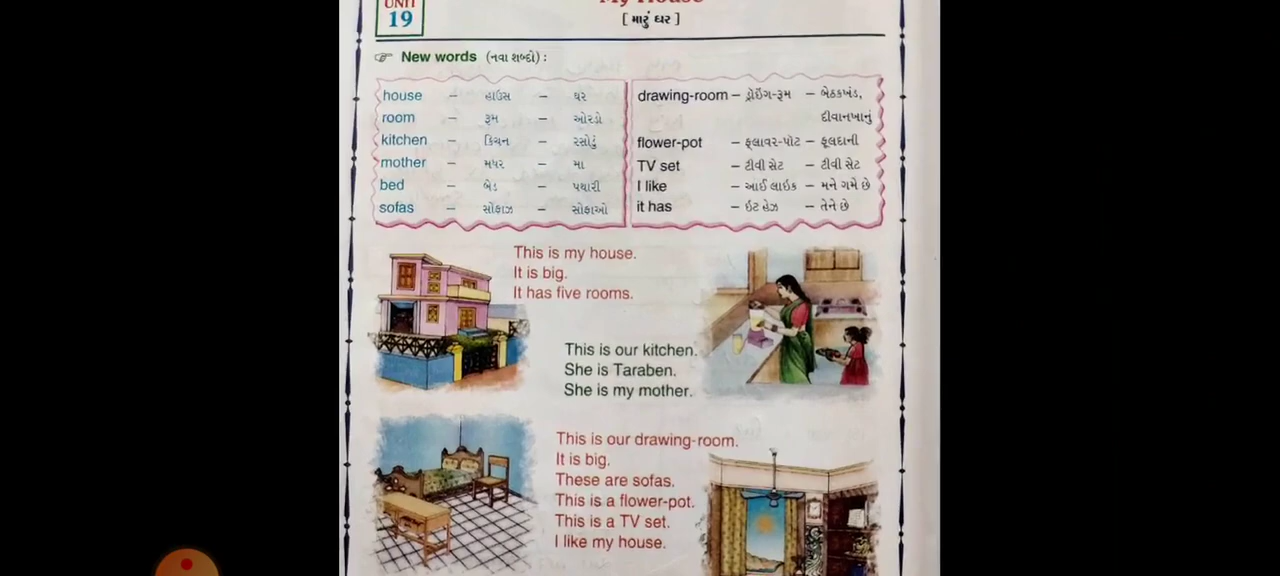 UNIT
19
My House
[ મારું ઘર ]
New words (નવા શબ્દો) :
house – હાઉસ – ઘર
room – રૂમ – ઓરડો
kitchen – કિચન – રસોડું
mother – મધર – મા
bed – બેડ – પથારી
sofas – સોફાઝ – સોફાઓ
drawing-room – ડ્રોઇંગ-રૂમ – બેઠકખંડ,
દીવાનખાનું
flower-pot – ફ્લાવર-પોટ – ફૂલદાની
TV set – ટીવી સેટ – ટીવી સેટ
I like – આઈ લાઇક – મને ગમે છે
it has – ઇટ હેઝ – તેને છે
This is my house.
It is big.
It has five rooms.
This is our kitchen.
She is Taraben.
She is my mother.
This is our drawing-room.
It is big.
These are sofas.
This is a flower-pot.
This is a TV set.
I like my house.